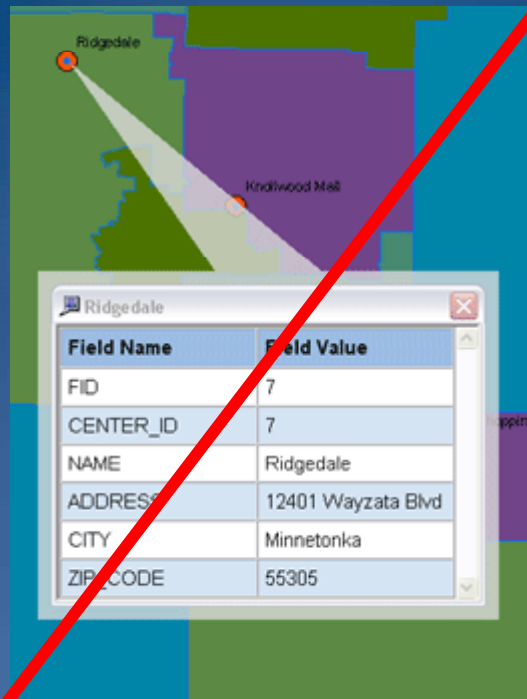 Ridgedale
Knollwood Mall
Ridgedale
Field Name Field Value
FID 7
CENTER_ID 7
oppin
NAME Ridgedale
ADDRESS 12401 Wayzata Blvd
CITY Minnetonka
ZIP_CODE 55305